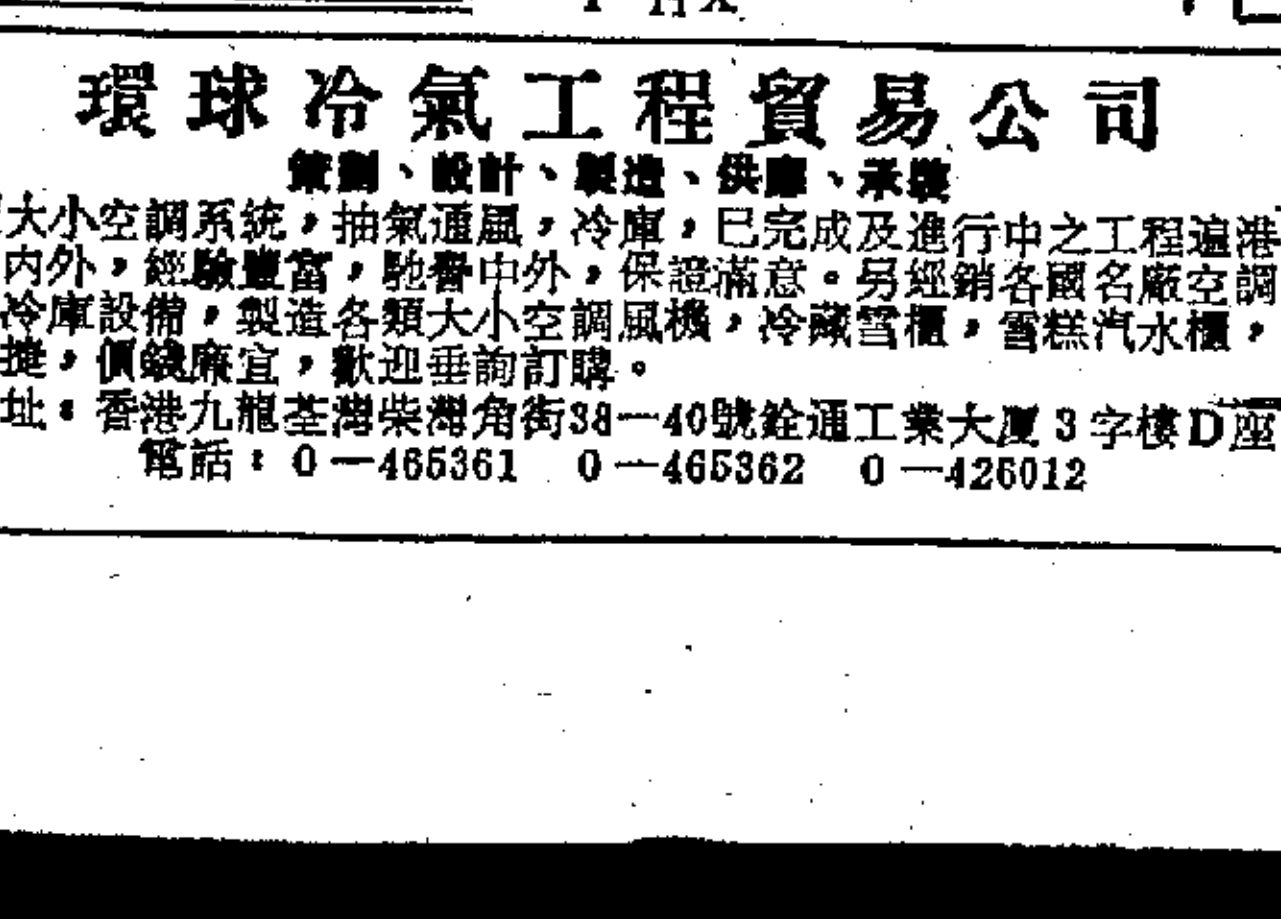 環球冷氣工程貿易公司
策劃、設計、製造、供應、承裝
大小空調系統,抽氣通風,冷庫,已完成及進行中之工程遍港
內外,經驗豐富,馳譽中外,保證滿意。另經銷各國名廠空調
冷庫設備,製造各類大小空調風機,冷藏雪櫃,雪糕汽水櫃,
捷,價錢廉宜,歡迎垂詢訂購。
址:香港九龍荃灣柴灣角街38—40號銓通工業大厦3字樓D座
電話:0—465361 0—465362 0—426012